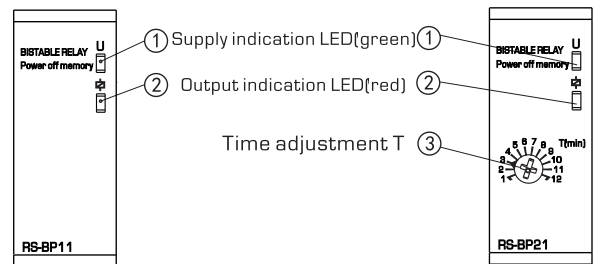 BISTABLE RELAY
Power off memory
U
RS-BP11
① Supply indication LED(green) ①
② Output indication LED(red) ②
Time adjustment T ③
BISTABLE RELAY
Power off memory
U
T(min)
1 2 3 4 5 6 7 8 9 10 11 12
RS-BP21